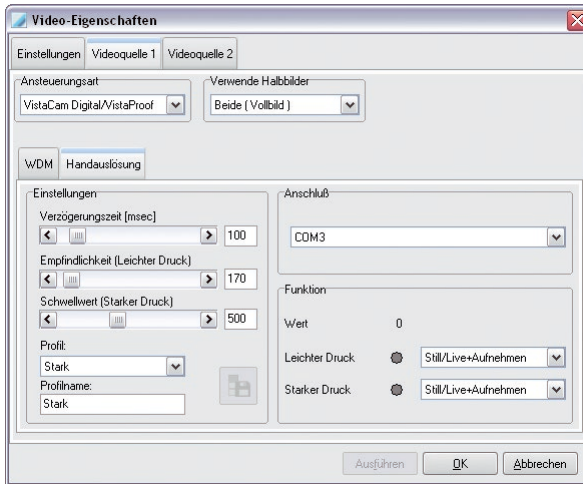 Video-Eigenschaften
Einstellungen Videoquelle 1 Videoquelle 2
Ansteuerungsart
VistaCam Digital/VistaProof
Verwende Halbbilder
Beide ( Vollbild )
WDM Handauslösung
Einstellungen
Verzögerungszeit [msec]
100
Empfindlichkeit (Leichter Druck)
170
Schwellwert (Starker Druck)
500
Profil:
Stark
Profilname:
Stark
Anschluß
COM3
Funktion
Wert 0
Leichter Druck Still/Live+Aufnehmen
Starker Druck Still/Live+Aufnehmen
Ausführen OK Abbrechen